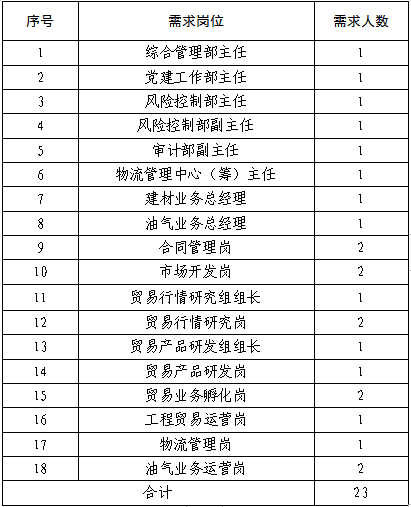 序号 需求岗位 需求人数
1 综合管理部主任 1
2 党建工作部主任 1
3 风险控制部主任 1
4 风险控制部副主任 1
5 审计部副主任 1
6 物流管理中心（筹）主任 1
7 建材业务总经理 1
8 油气业务总经理 1
9 合同管理岗 2
10 市场开发岗 2
11 贸易行情研究组组长 1
12 贸易行情研究岗 2
13 贸易产品研发组组长 1
14 贸易产品研发岗 1
15 贸易业务孵化岗 2
16 工程贸易运营岗 1
17 物流管理岗 1
18 油气业务运营岗 2
合计 23